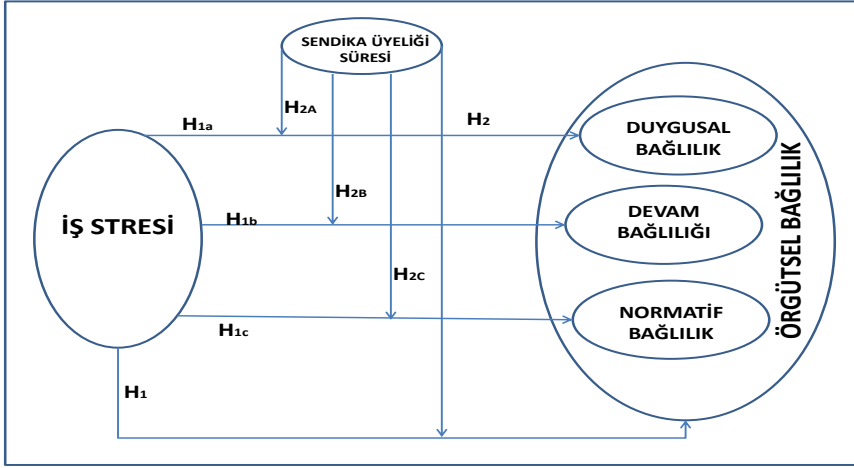 SENDİKA ÜYELİĞİ
SÜRESİ
H2A
H1a
H2
DUYGUSAL
BAĞLILIK
H2B
İŞ STRESİ
H1b
DEVAM
BAĞLILIĞI
H2C
H1c
NORMATİF
BAĞLILIK
ÖRGÜTSEL BAĞLILIK
H1